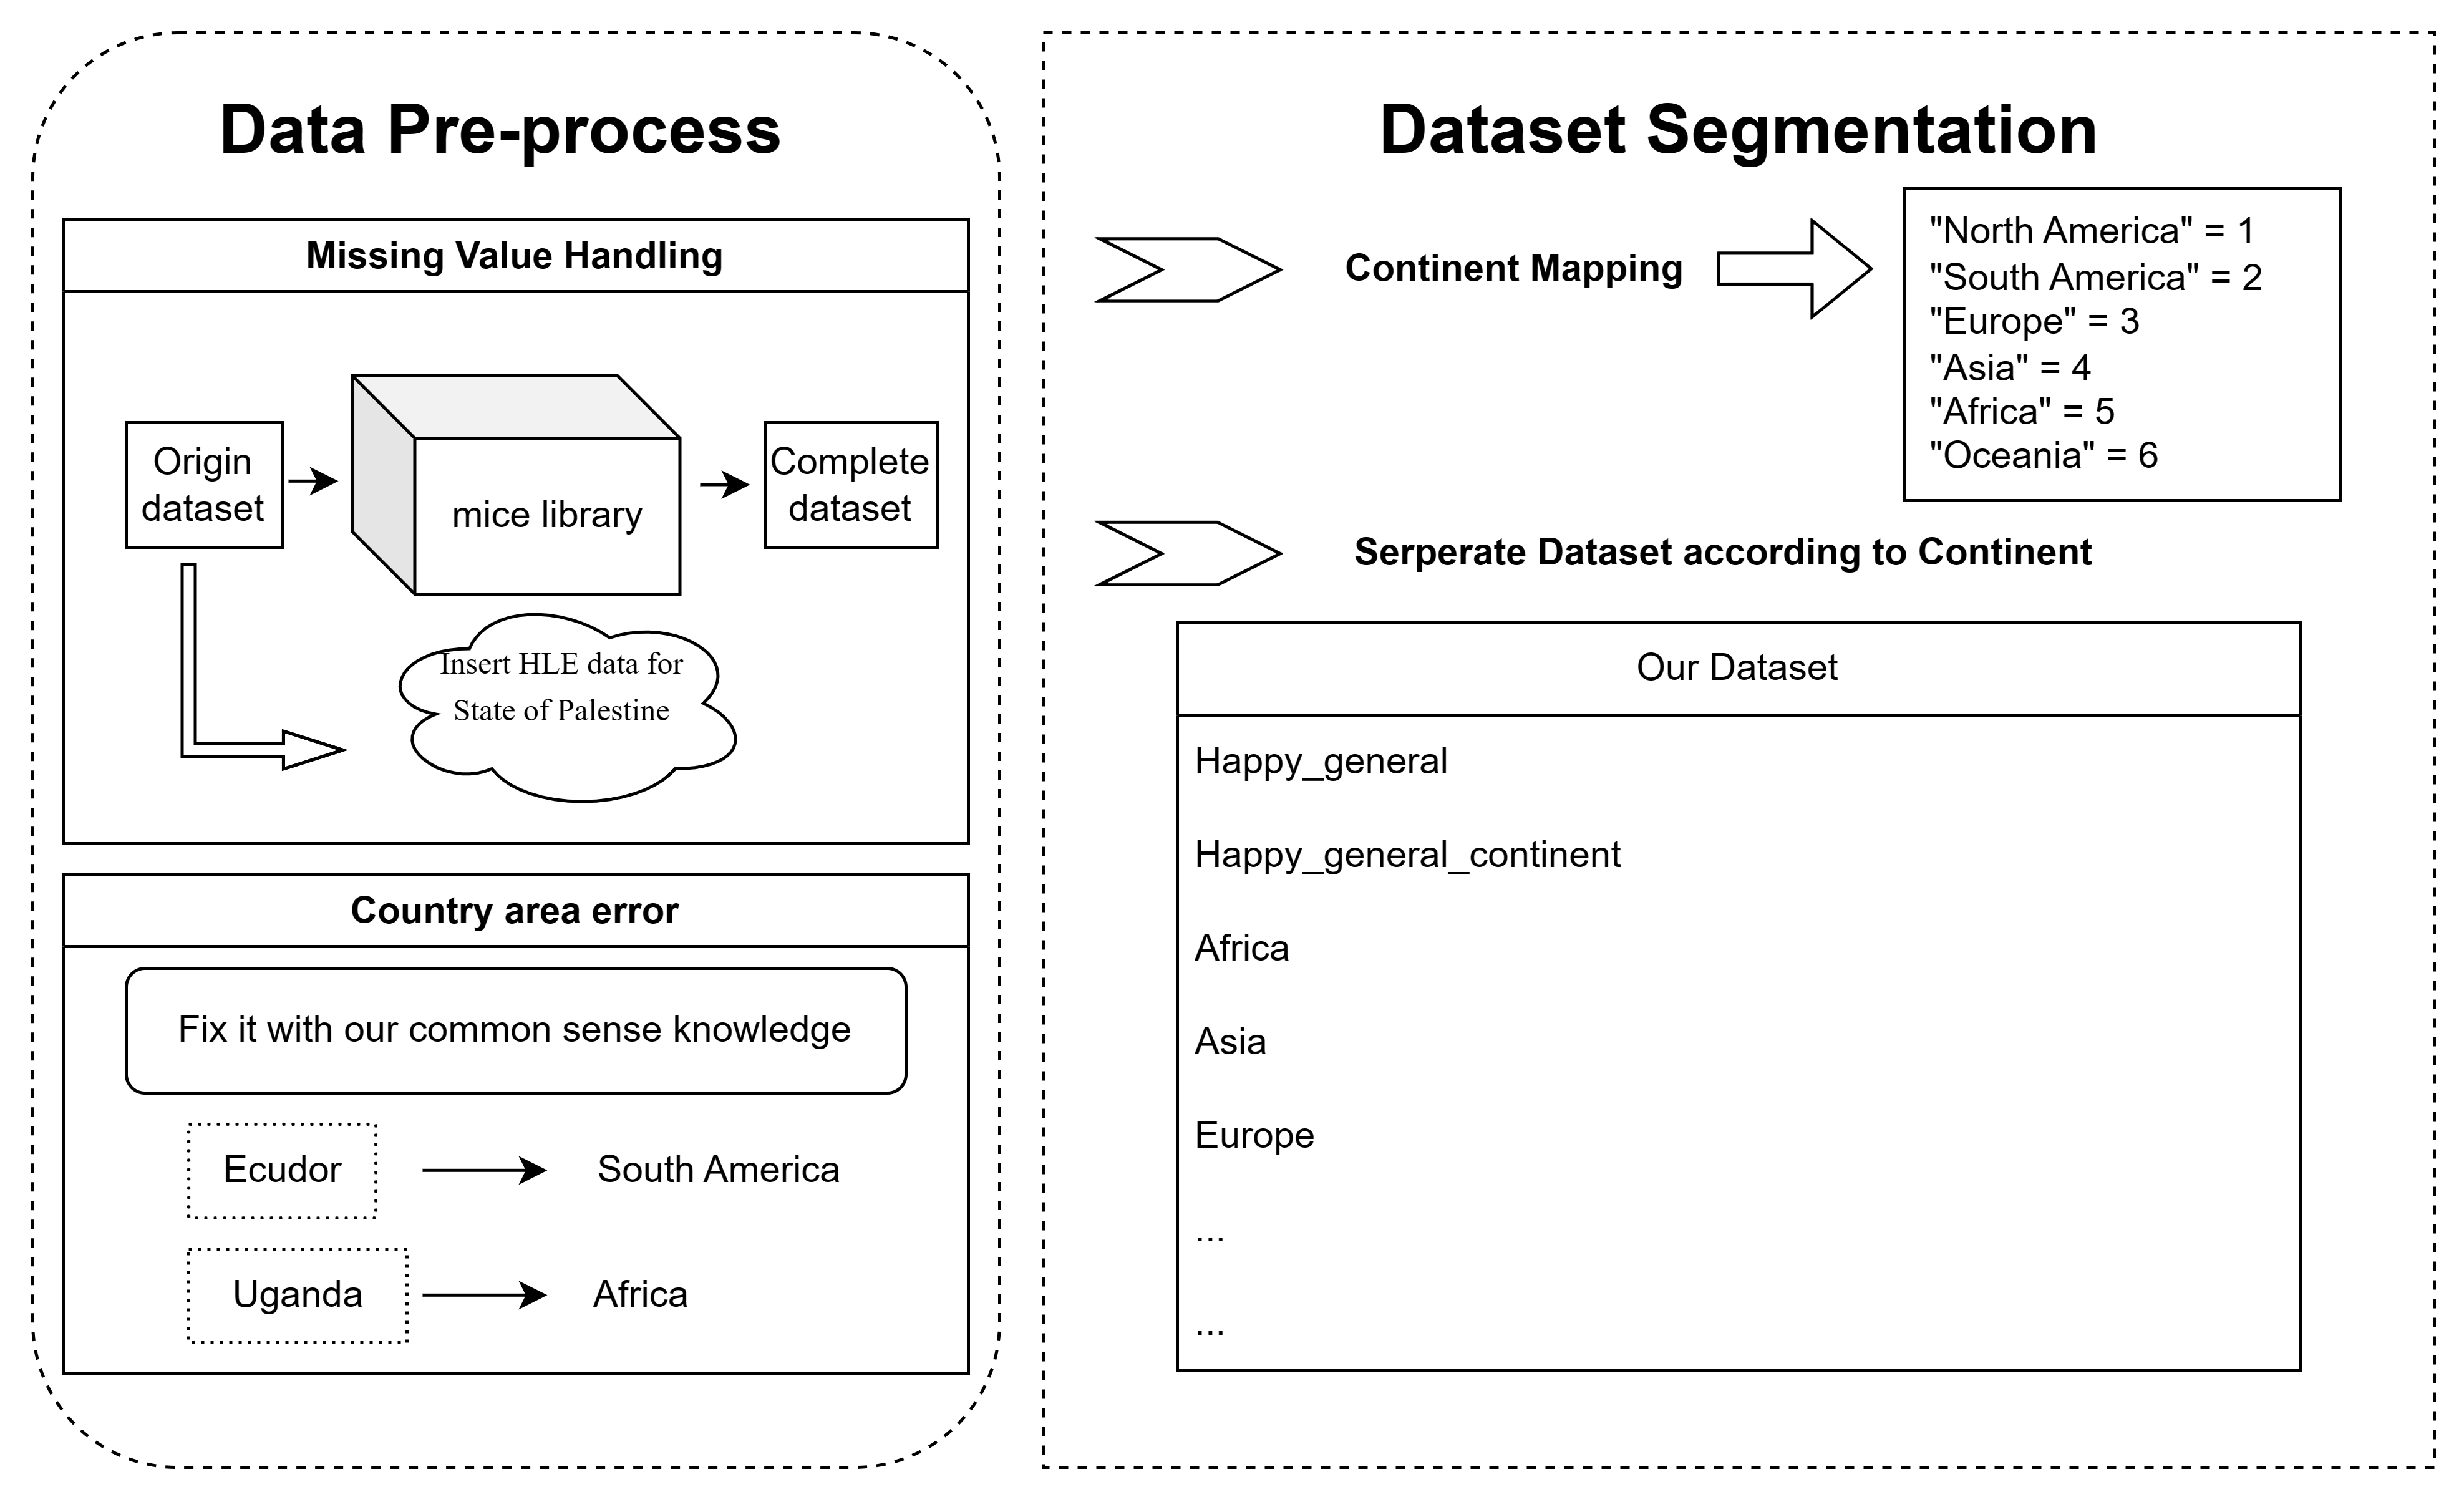 Data Pre-process
Missing Value Handling
Origin
dataset
mice library
Complete
dataset
Insert HLE data for
State of Palestine
Country area error
Fix it with our common sense knowledge
Ecudor
South America
Uganda
Africa
Dataset Segmentation
Continent Mapping
"North America" = 1
"South America" = 2
"Europe" = 3
"Asia" = 4
"Africa" = 5
"Oceania" = 6
Serperate Dataset according to Continent
Our Dataset
Happy_general
Happy_general_continent
Africa
Asia
Europe
...
...